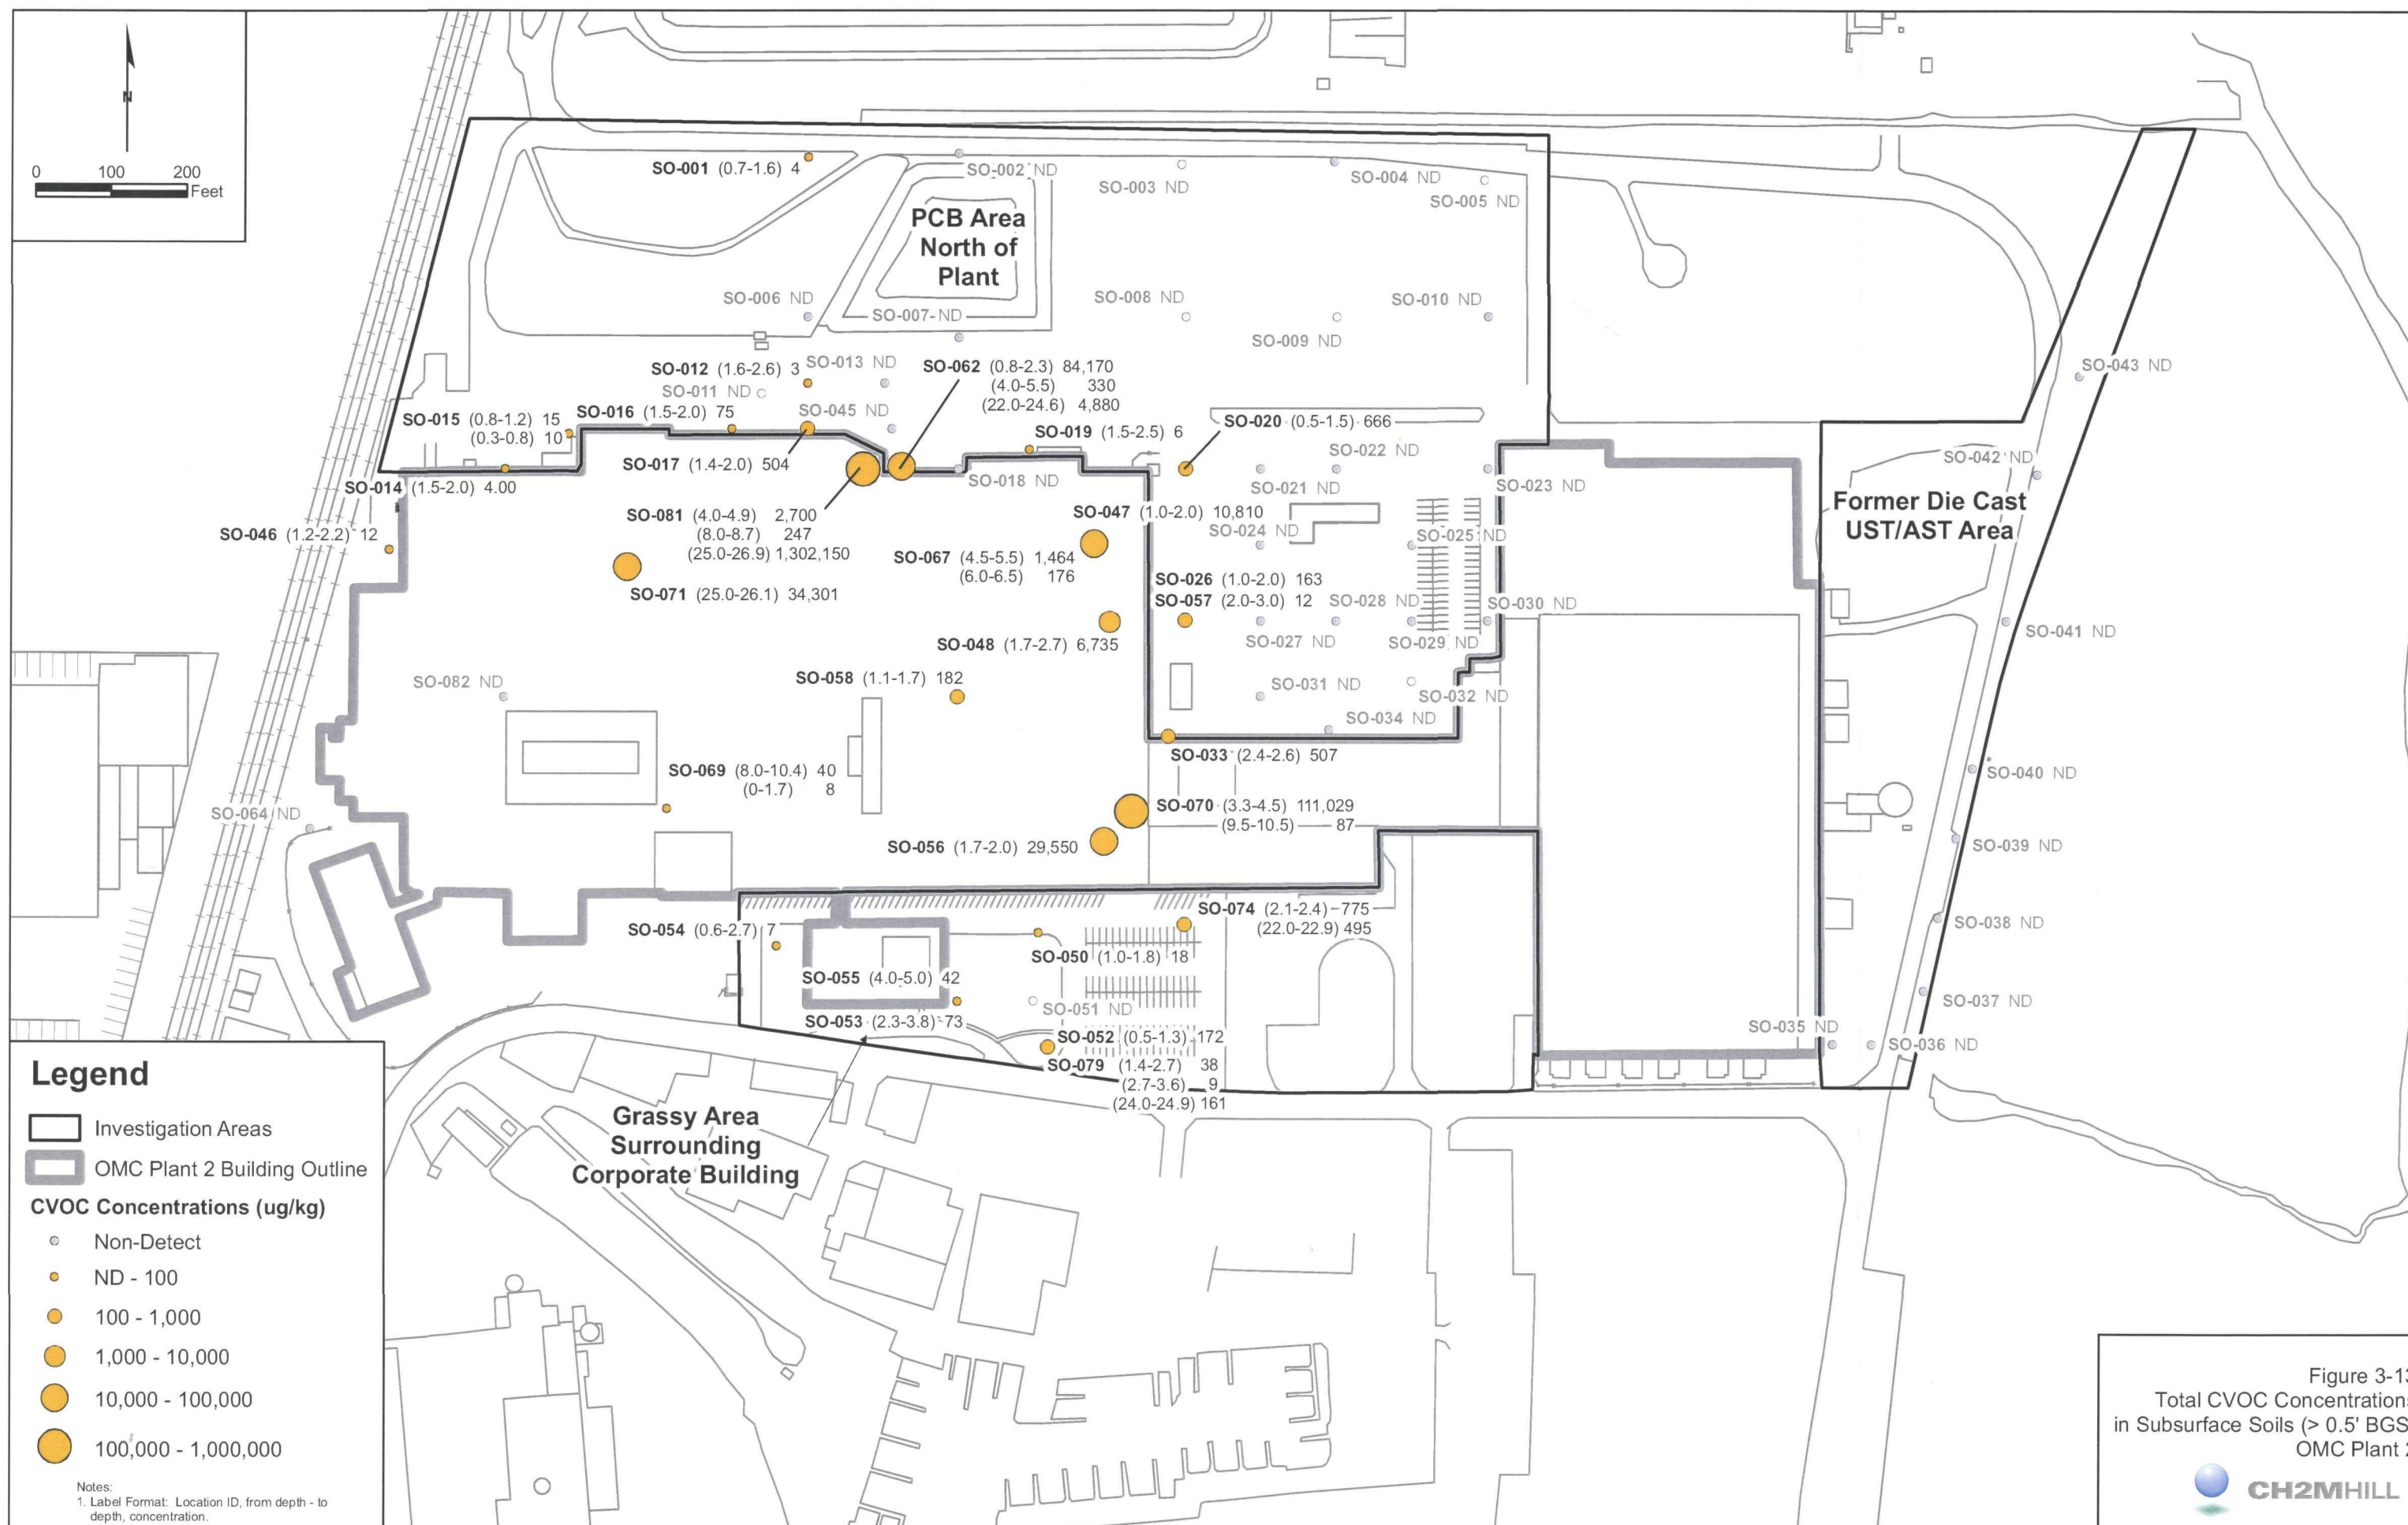 N
0 100 200
Feet
SO-001 (0.7-1.6) 4
SO-002 ND
SO-003 ND
SO-004 ND
SO-005 ND
PCB Area
North of
Plant
SO-006 ND
SO-007 ND
SO-008 ND
SO-009 ND
SO-010 ND
SO-012 (1.6-2.6) 3
SO-013 ND
SO-011 ND
SO-062 (0.8-2.3) 84,170
(4.0-5.5) 330
(22.0-24.6) 4,880
SO-043 ND
SO-015 (0.8-1.2) 15
(0.3-0.8) 10
SO-016 (1.5-2.0) 75
SO-045 ND
SO-019 (1.5-2.5) 6
SO-020 (0.5-1.5) 666
SO-017 (1.4-2.0) 504
SO-022 ND
SO-042 ND
SO-014 (1.5-2.0) 4.00
SO-018 ND
SO-021 ND
SO-023 ND
Former Die Cast
UST/AST Area
SO-081 (4.0-4.9) 2,700
(8.0-8.7) 247
(25.0-26.9) 1,302,150
SO-047 (1.0-2.0) 10,810
SO-024 ND
SO-025 ND
SO-046 (1.2-2.2) 12
SO-067 (4.5-5.5) 1,464
(6.0-6.5) 176
SO-071 (25.0-26.1) 34,301
SO-026 (1.0-2.0) 163
SO-057 (2.0-3.0) 12
SO-028 ND
SO-030 ND
SO-027 ND
SO-029 ND
SO-041 ND
SO-048 (1.7-2.7) 6,735
SO-082 ND
SO-058 (1.1-1.7) 182
SO-031 ND
SO-032 ND
SO-034 ND
SO-033 (2.4-2.6) 507
SO-069 (8.0-10.4) 40
(0-1.7) 8
SO-040 ND
SO-064 ND
SO-070 (3.3-4.5) 111,029
(9.5-10.5) 87
SO-056 (1.7-2.0) 29,550
SO-039 ND
SO-074 (2.1-2.4) 775
(22.0-22.9) 495
SO-054 (0.6-2.7) 7
SO-038 ND
SO-050 (1.0-1.8) 18
SO-055 (4.0-5.0) 42
SO-051 ND
SO-037 ND
SO-053 (2.3-3.8) 73
SO-052 (0.5-1.3) 172
SO-035 ND
SO-036 ND
SO-079 (1.4-2.7) 38
(2.7-3.6) 9
(24.0-24.9) 161
Grassy Area
Surrounding
Corporate Building
Legend
Investigation Areas
OMC Plant 2 Building Outline
CVOC Concentrations (ug/kg)
Non-Detect
ND - 100
100 - 1,000
1,000 - 10,000
10,000 - 100,000
100,000 - 1,000,000
Notes:
1. Label Format: Location ID, from depth - to
depth, concentration.
Figure 3-13
Total CVOC Concentrations
in Subsurface Soils (> 0.5' BGS
OMC Plant 2
CH2MHILL